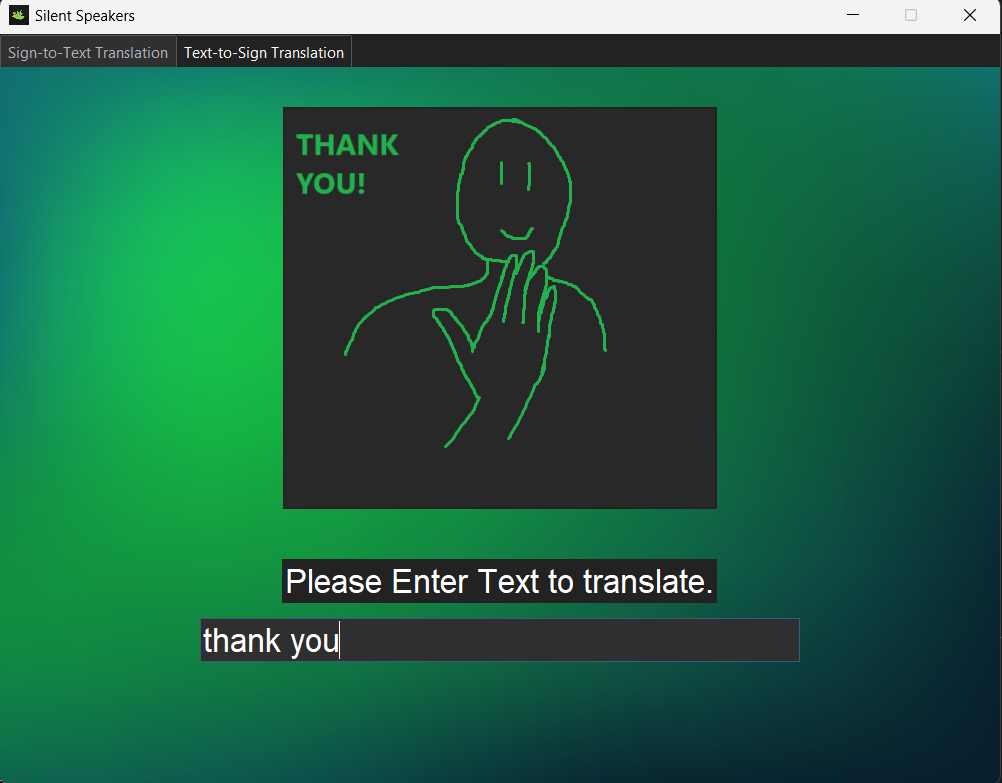 Silent Speakers
Sign-to-Text Translation
Text-to-Sign Translation
THANK
YOU!
Please Enter Text to translate.
thank you